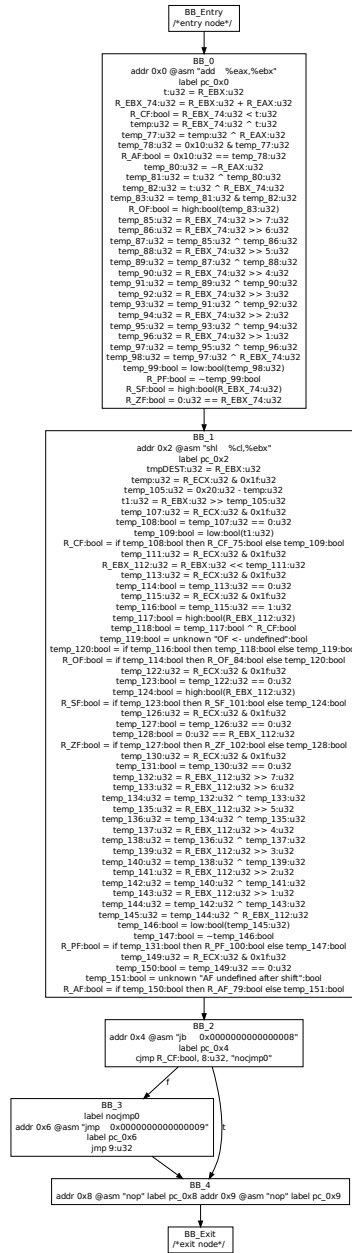 BB_Entry
/*entry node*/
BB_0
addr 0x0 @asm "add    %eax,%ebx"
label pc_0x0
t:u32 = R_EBX:u32
R_EBX_74:u32 = R_EBX:u32 + R_EAX:u32
R_CF:bool = R_EBX_74:u32 < t:u32
temp:u32 = R_EBX_74:u32 ^ t:u32
temp_77:u32 = temp:u32 ^ R_EAX:u32
temp_78:u32 = 0x10:u32 & temp_77:u32
R_AF:bool = 0x10:u32 == temp_78:u32
temp_80:u32 = ~R_EAX:u32
temp_81:u32 = t:u32 ^ temp_80:u32
temp_82:u32 = t:u32 ^ R_EBX_74:u32
temp_83:u32 = temp_81:u32 & temp_82:u32
R_OF:bool = high:bool(temp_83:u32)
temp_85:u32 = R_EBX_74:u32 >> 7:u32
temp_86:u32 = R_EBX_74:u32 >> 6:u32
temp_87:u32 = temp_85:u32 ^ temp_86:u32
temp_88:u32 = R_EBX_74:u32 >> 5:u32
temp_89:u32 = temp_87:u32 ^ temp_88:u32
temp_90:u32 = R_EBX_74:u32 >> 4:u32
temp_91:u32 = temp_89:u32 ^ temp_90:u32
temp_92:u32 = R_EBX_74:u32 >> 3:u32
temp_93:u32 = temp_91:u32 ^ temp_92:u32
temp_94:u32 = R_EBX_74:u32 >> 2:u32
temp_95:u32 = temp_93:u32 ^ temp_94:u32
temp_96:u32 = R_EBX_74:u32 >> 1:u32
temp_97:u32 = temp_95:u32 ^ temp_96:u32
temp_98:u32 = temp_97:u32 ^ R_EBX_74:u32
temp_99:bool = low:bool(temp_98:u32)
R_PF:bool = ~temp_99:bool
R_SF:bool = high:bool(R_EBX_74:u32)
R_ZF:bool = 0:u32 == R_EBX_74:u32
BB_1
addr 0x2 @asm "shl    %cl,%ebx"
label pc_0x2
tmpDEST:u32 = R_EBX:u32
temp:u32 = R_ECX:u32 & 0x1f:u32
temp_105:u32 = 0x20:u32 - temp:u32
t1:u32 = R_EBX:u32 >> temp_105:u32
temp_107:u32 = R_ECX:u32 & 0x1f:u32
temp_108:bool = temp_107:u32 == 0:u32
temp_109:bool = low:bool(t1:u32)
R_CF:bool = if temp_108:bool then R_CF_75:bool else temp_109:bool
temp_111:u32 = R_ECX:u32 & 0x1f:u32
R_EBX_112:u32 = R_EBX:u32 << temp_111:u32
temp_113:u32 = R_ECX:u32 & 0x1f:u32
temp_114:bool = temp_113:u32 == 0:u32
temp_115:u32 = R_ECX:u32 & 0x1f:u32
temp_116:bool = temp_115:u32 == 1:u32
temp_117:bool = high:bool(R_EBX_112:u32)
temp_118:bool = temp_117:bool ^ R_CF:bool
temp_119:bool = unknown "OF <- undefined":bool
temp_120:bool = if temp_116:bool then temp_118:bool else temp_119:bool
R_OF:bool = if temp_114:bool then R_OF_84:bool else temp_120:bool
temp_122:u32 = R_ECX:u32 & 0x1f:u32
temp_123:bool = temp_122:u32 == 0:u32
temp_124:bool = high:bool(R_EBX_112:u32)
R_SF:bool = if temp_123:bool then R_SF_101:bool else temp_124:bool
temp_126:u32 = R_ECX:u32 & 0x1f:u32
temp_127:bool = temp_126:u32 == 0:u32
temp_128:bool = 0:u32 == R_EBX_112:u32
R_ZF:bool = if temp_127:bool then R_ZF_102:bool else temp_128:bool
temp_130:u32 = R_ECX:u32 & 0x1f:u32
temp_131:bool = temp_130:u32 == 0:u32
temp_132:u32 = R_EBX_112:u32 >> 7:u32
temp_133:u32 = R_EBX_112:u32 >> 6:u32
temp_134:u32 = temp_132:u32 ^ temp_133:u32
temp_135:u32 = R_EBX_112:u32 >> 5:u32
temp_136:u32 = temp_134:u32 ^ temp_135:u32
temp_137:u32 = R_EBX_112:u32 >> 4:u32
temp_138:u32 = temp_136:u32 ^ temp_137:u32
temp_139:u32 = R_EBX_112:u32 >> 3:u32
temp_140:u32 = temp_138:u32 ^ temp_139:u32
temp_141:u32 = R_EBX_112:u32 >> 2:u32
temp_142:u32 = temp_140:u32 ^ temp_141:u32
temp_143:u32 = R_EBX_112:u32 >> 1:u32
temp_144:u32 = temp_142:u32 ^ temp_143:u32
temp_145:u32 = temp_144:u32 ^ R_EBX_112:u32
temp_146:bool = low:bool(temp_145:u32)
temp_147:bool = ~temp_146:bool
R_PF:bool = if temp_131:bool then R_PF_100:bool else temp_147:bool
temp_149:u32 = R_ECX:u32 & 0x1f:u32
temp_150:bool = temp_149:u32 == 0:u32
temp_151:bool = unknown "AF undefined after shift":bool
R_AF:bool = if temp_150:bool then R_AF_79:bool else temp_151:bool
BB_2
addr 0x4 @asm "jb     0x0000000000000008"
label pc_0x4
cjmp R_CF:bool, 8:u32, "nocjmp0"
f
t
BB_3
label nocjmp0
addr 0x6 @asm "jmp    0x0000000000000009"
label pc_0x6
jmp 9:u32
BB_4
addr 0x8 @asm "nop" label pc_0x8 addr 0x9 @asm "nop" label pc_0x9
BB_Exit
/*exit node*/